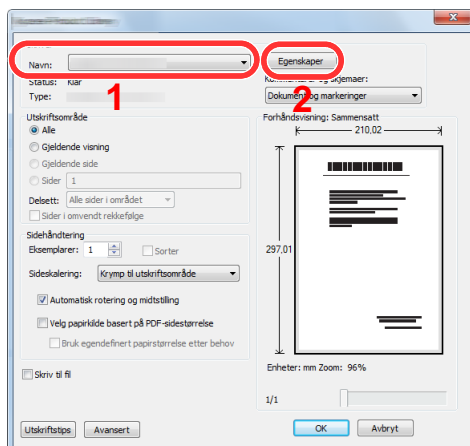 Navn:
Egenskaper
Status: Klar
Type:
1
2
Dokument og markeringer
Utskriftsområde
Alle
Gjeldende visning
Gjeldende side
Sider 1
Delsett: Alle sider i området
Sider i omvendt rekkefølge
Sidehåndtering
Eksemplarer: 1 Sorter
Sideskalering: Krymp til utskriftsområde
Automatisk rotering og midtstilling
Velg papirkilde basert på PDF-sidestørrelse
Bruk egendefinert papirstørrelse etter behov
Skriv til fil
Utskriftstips Avansert
Forhåndsvisning: Sammensatt
210,02
297,01
Enheter: mm Zoom: 96%
1/1
OK Avbryt